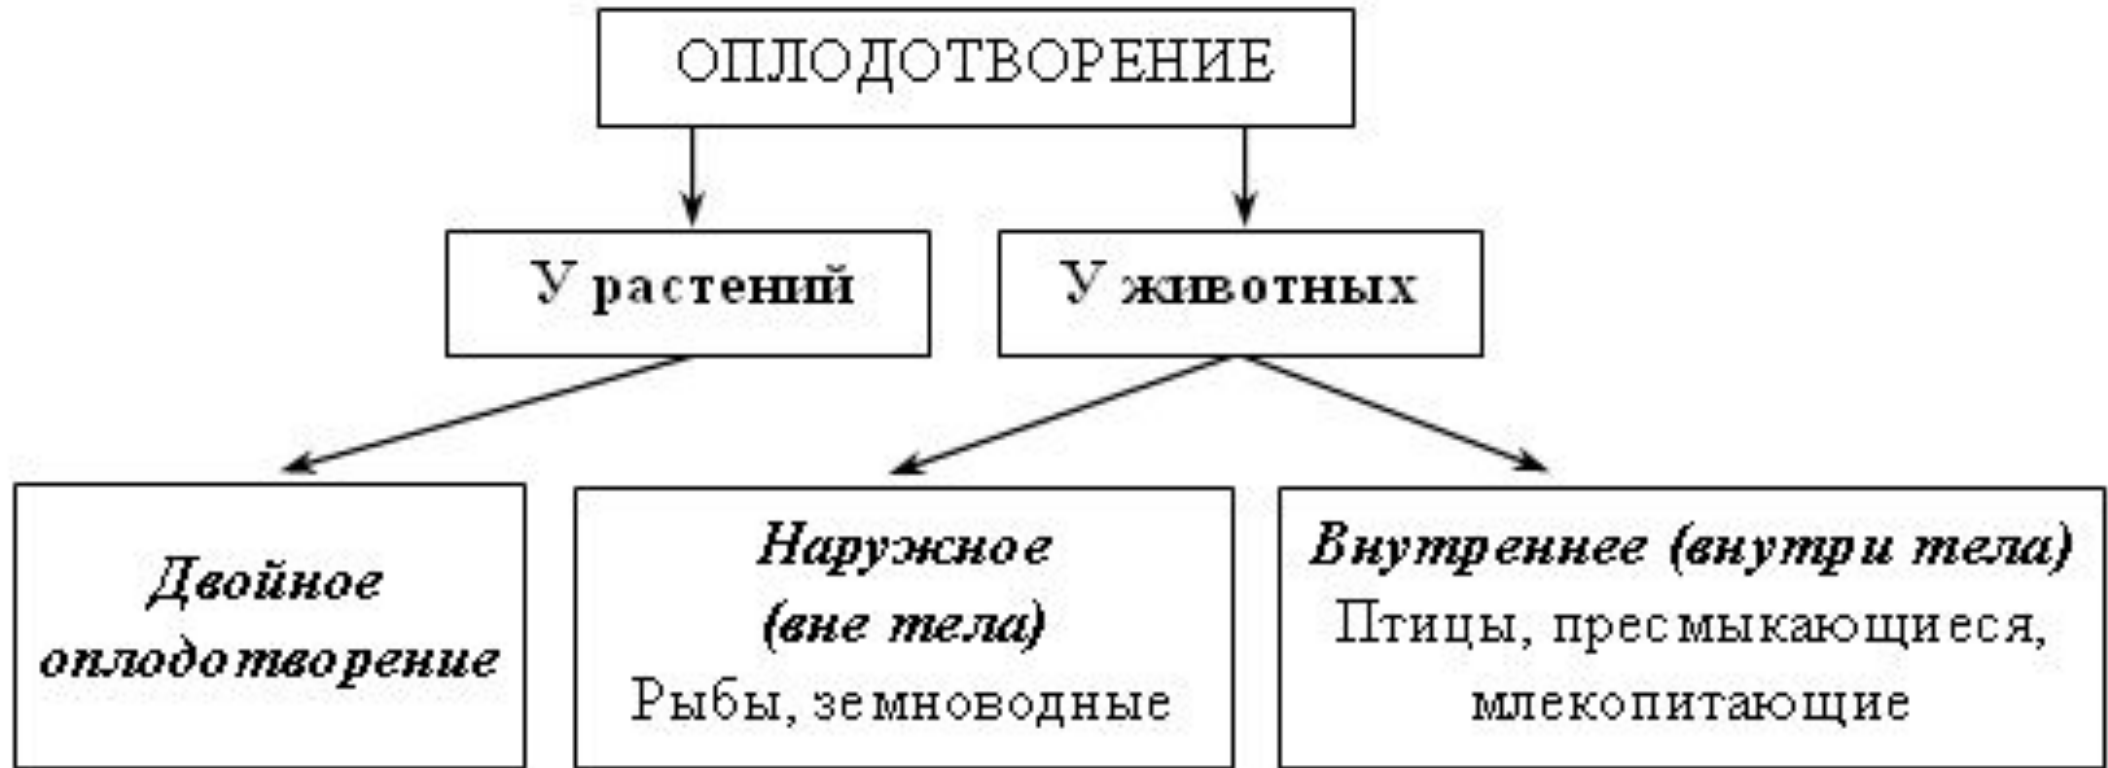 ОПЛОДОТВОРЕНИЕ
У растений
У животных
Двойное
оплодотворение
Наружное
(вне тела)
Рыбы, земноводные
Внутреннее (внутри тела)
Птицы, пресмыкающиеся,
млекопитающие